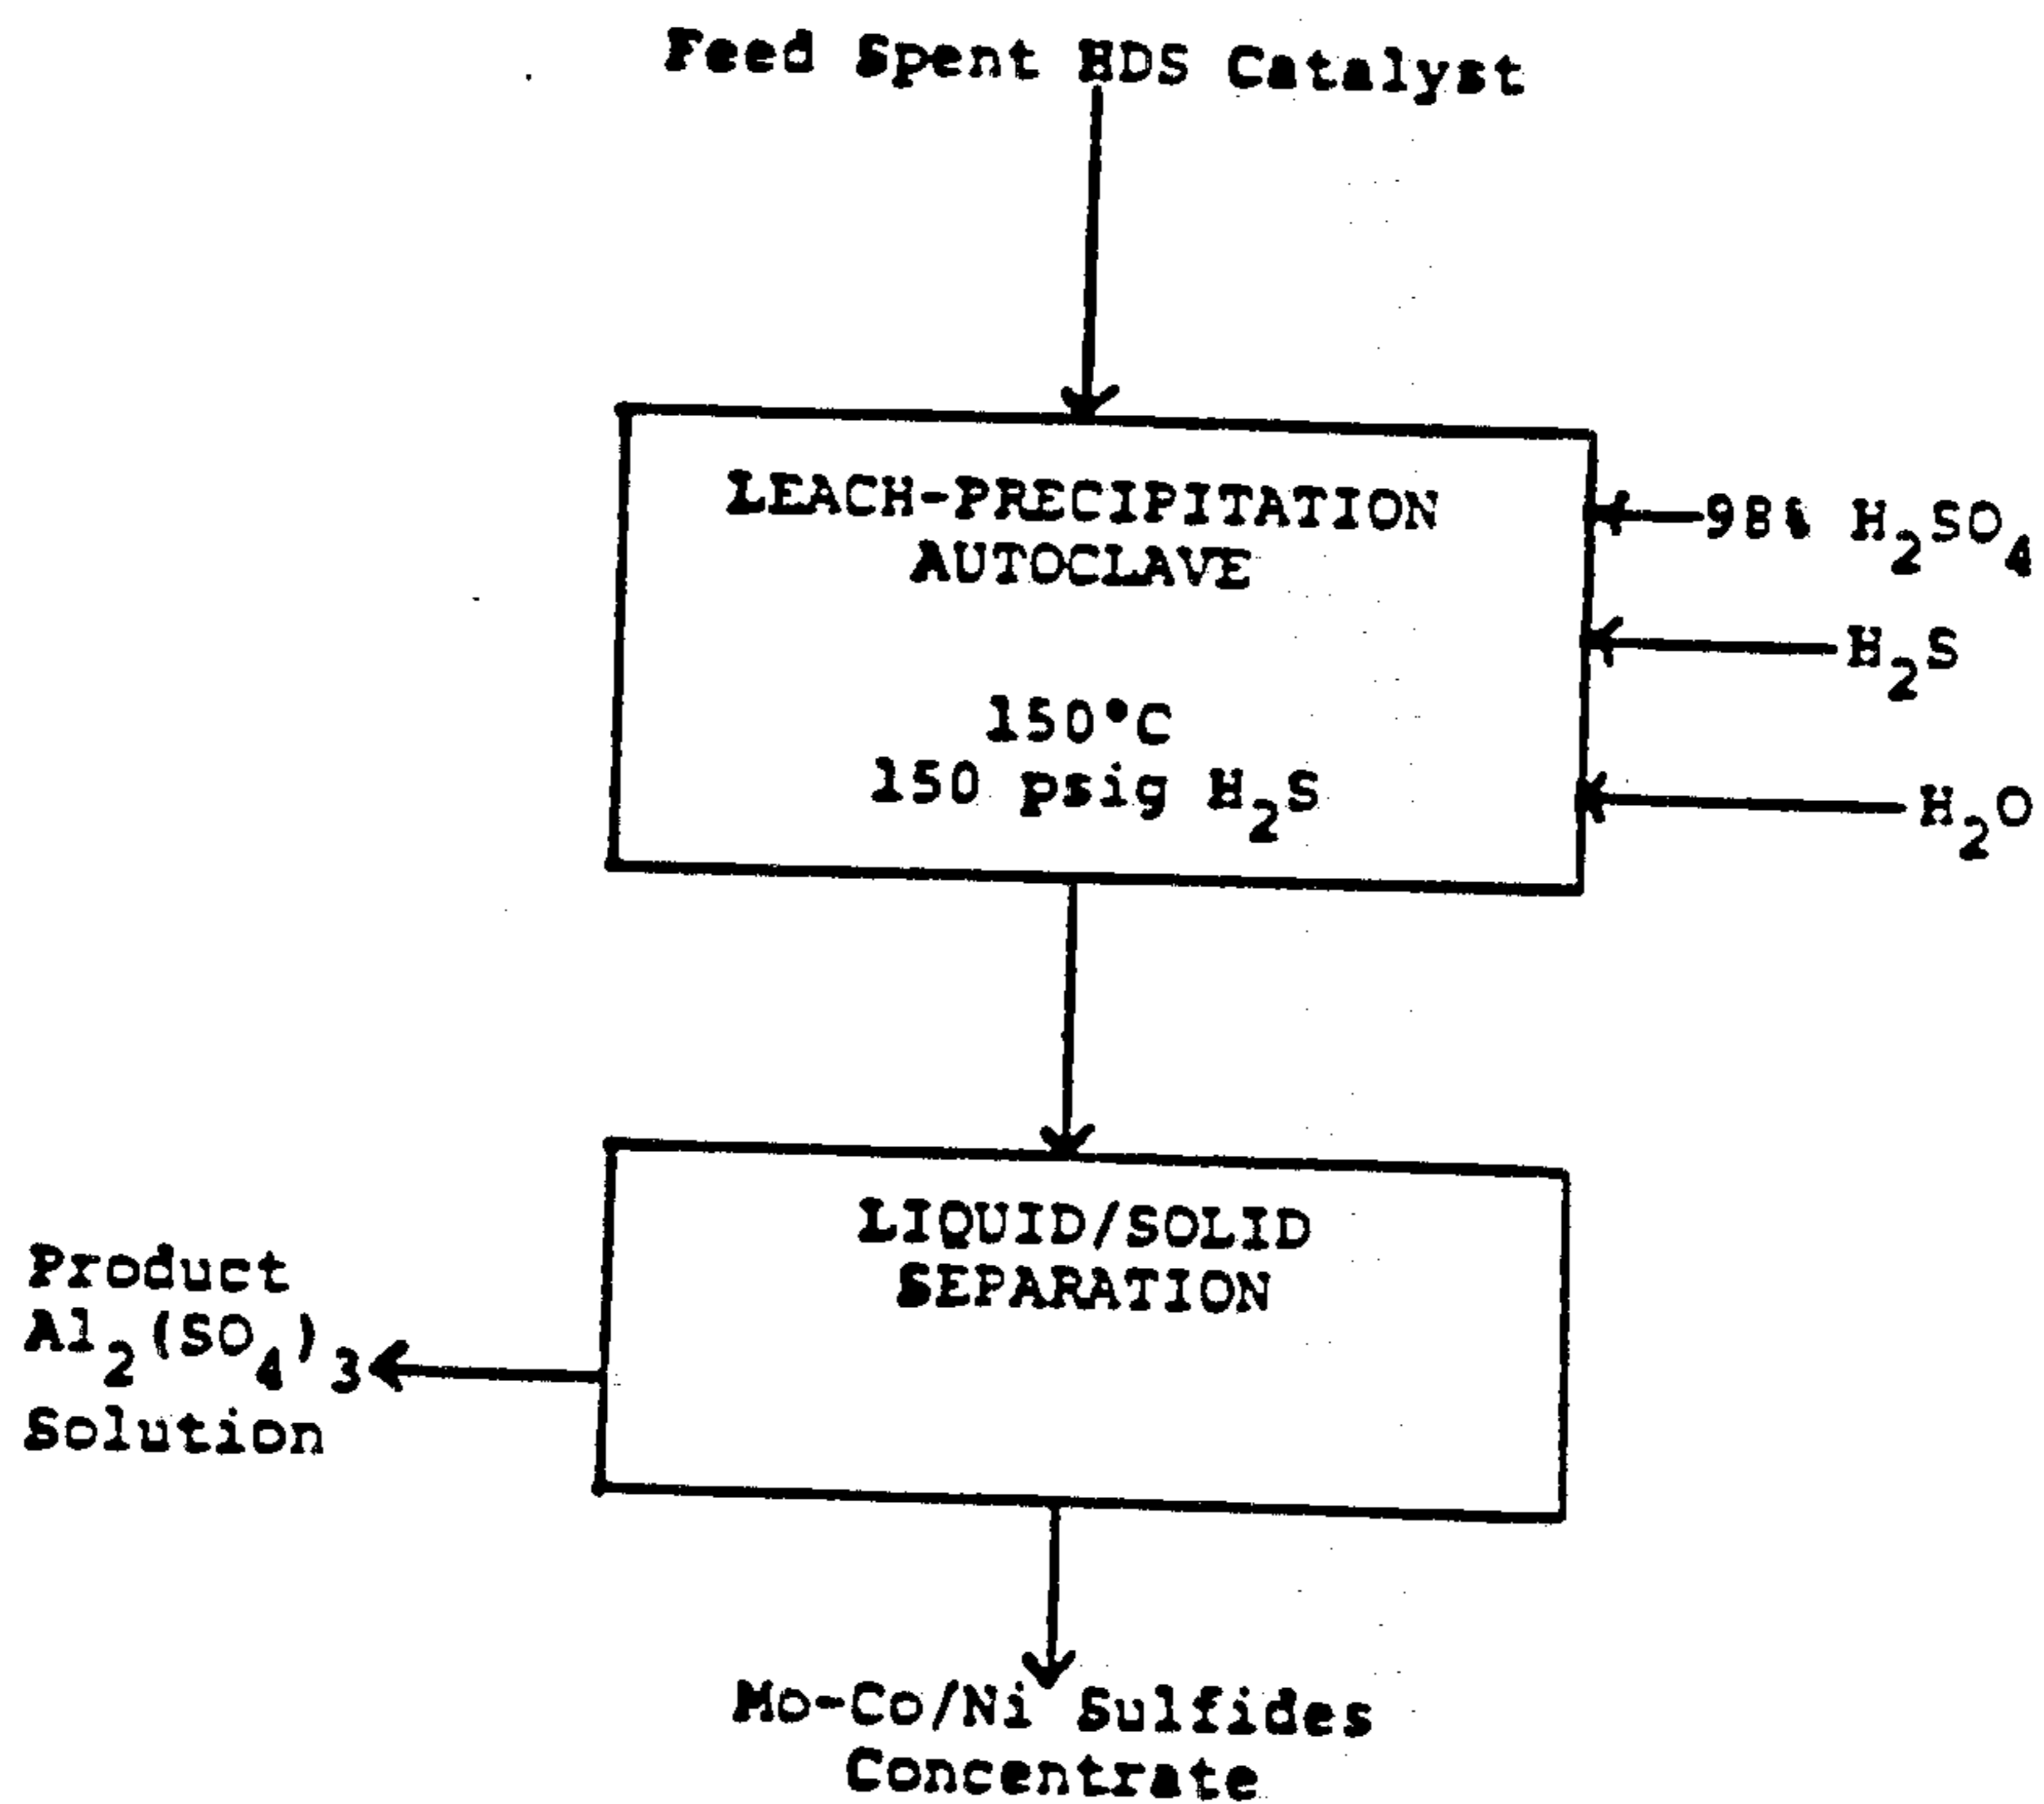 Feed Spent HDS Catalyst
LEACH-PRECIPITATION
AUTOCLAVE
98% H2SO4
H2S
150°C
150 psig H2S
H2O
LIQUID/SOLID
SEPARATION
Product
Al2(SO4)3
Solution
Mo-Co/Ni Sulfides
Concentrate